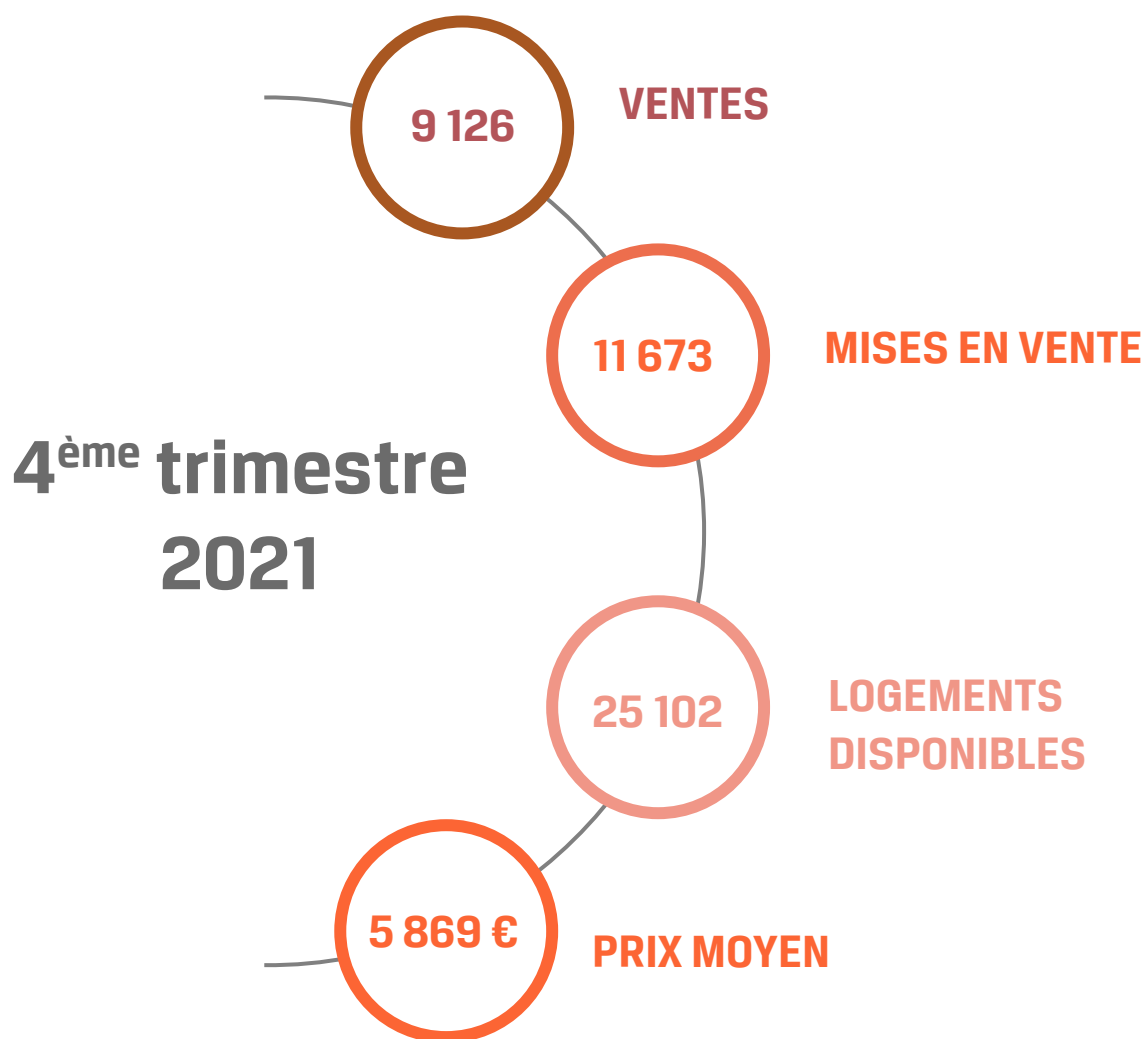 9 126
VENTES
11 673
MISES EN VENTE
4ème trimestre
2021
25 102
LOGEMENTS
DISPONIBLES
5 869 €
PRIX MOYEN